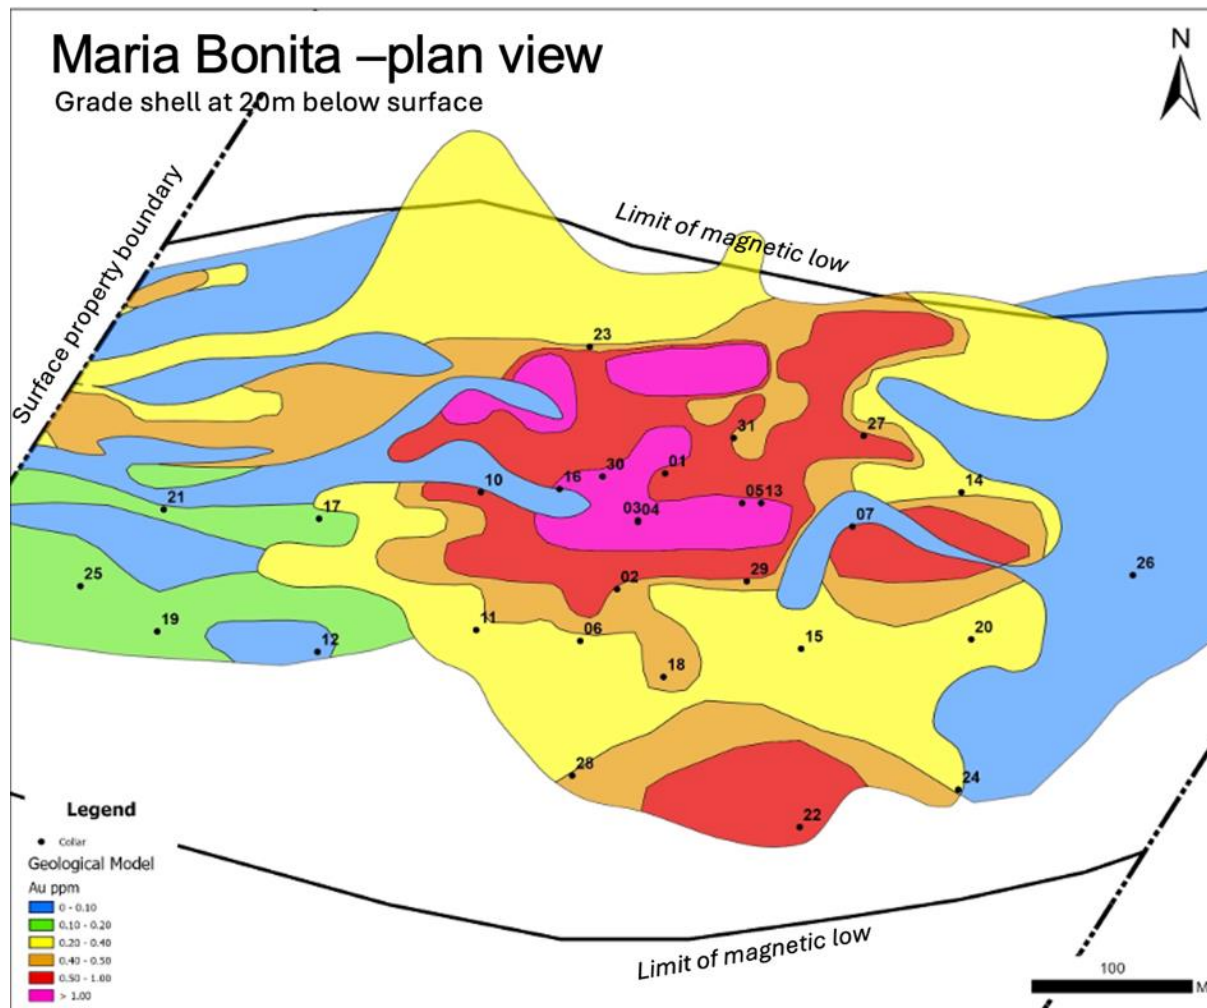 Maria Bonita –plan view
Grade shell at 20m below surface
N
Surface property boundary
Limit of magnetic low
23
31
27
30
01
16
10
14
0513
21
17
0304
07
25
02
29
26
19
11
06
15
20
12
18
28
24
22
Legend
Collar
Geological Model
Au ppm
0 - 0.10
0.10 - 0.20
0.20 - 0.40
0.40 - 0.50
0.50 - 1.00
> 1.00
Limit of magnetic low
100
M